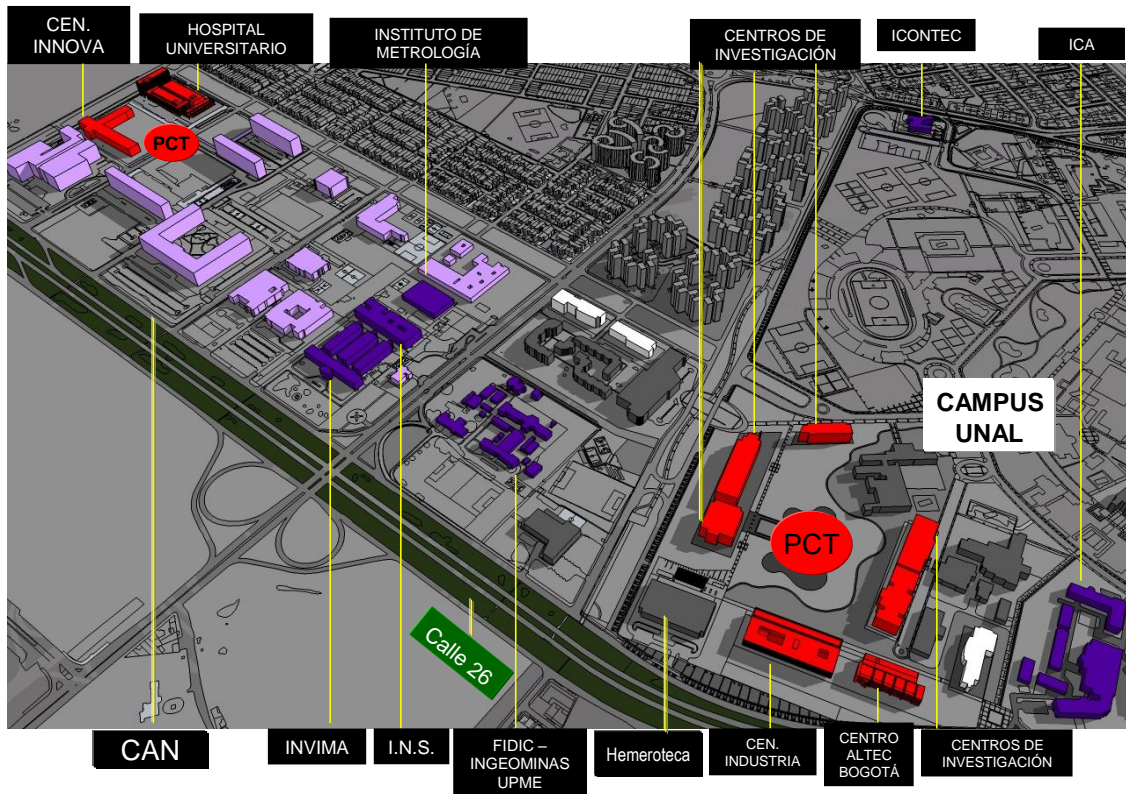 CEN.
INNOVA
HOSPITAL
UNIVERSITARIO
INSTITUTO DE
METROLOGÍA
CENTROS DE
INVESTIGACIÓN
ICONTEC
ICA
PCT
CAMPUS
UNAL
PCT
Calle 26
CAN
INVIMA
I.N.S.
FIDIC –
INGEOMINAS
UPME
Hemeroteca
CEN.
INDUSTRIA
CENTRO
ALTEC
BOGOTÁ
CENTROS DE
INVESTIGACIÓN